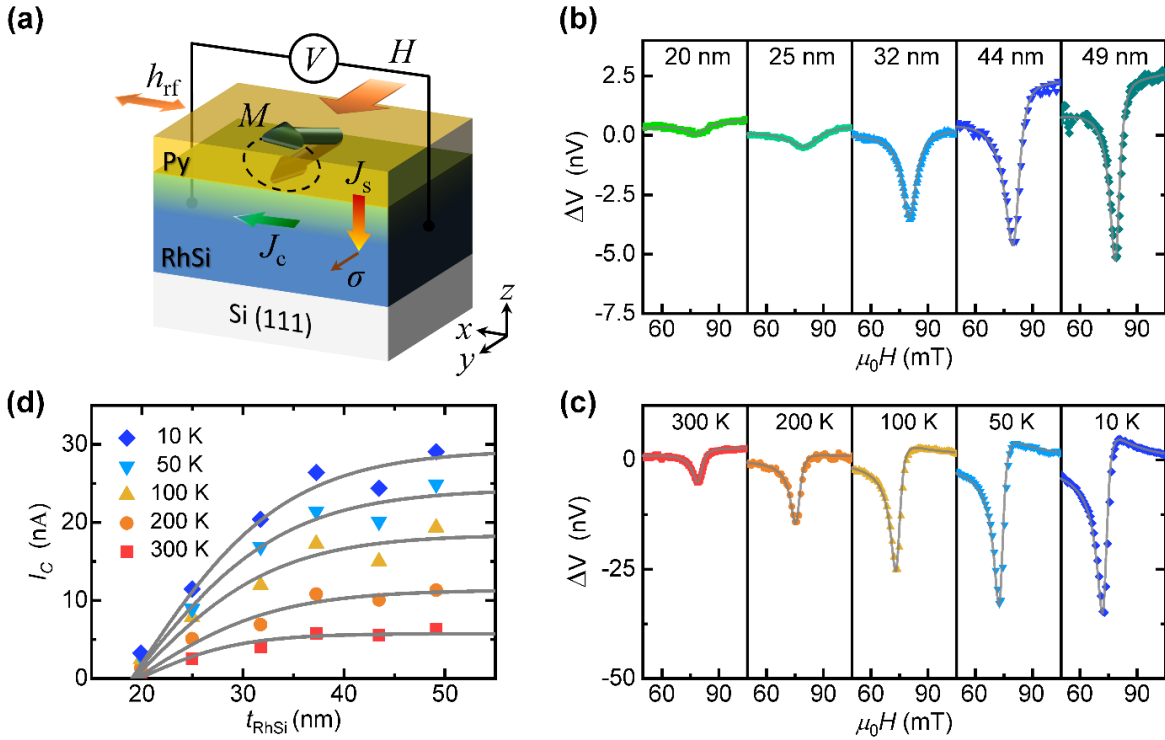 (a)
V
H
h_rf
M
Py
J_s
J_c
RhSi
σ
Si (111)
z
x
y
(b)
20 nm 25 nm 32 nm 44 nm 49 nm
2.5
0.0
-2.5
-5.0
-7.5
ΔV (nV)
60 90 60 90 60 90 60 90 60 90
μ₀H (mT)
(d)
10 K
50 K
100 K
200 K
300 K
30
20
10
0
I_C (nA)
20 30 40 50
t_RhSi (nm)
(c)
300 K 200 K 100 K 50 K 10 K
0
-25
-50
ΔV (nV)
60 90 60 90 60 90 60 90 60 90
μ₀H (mT)